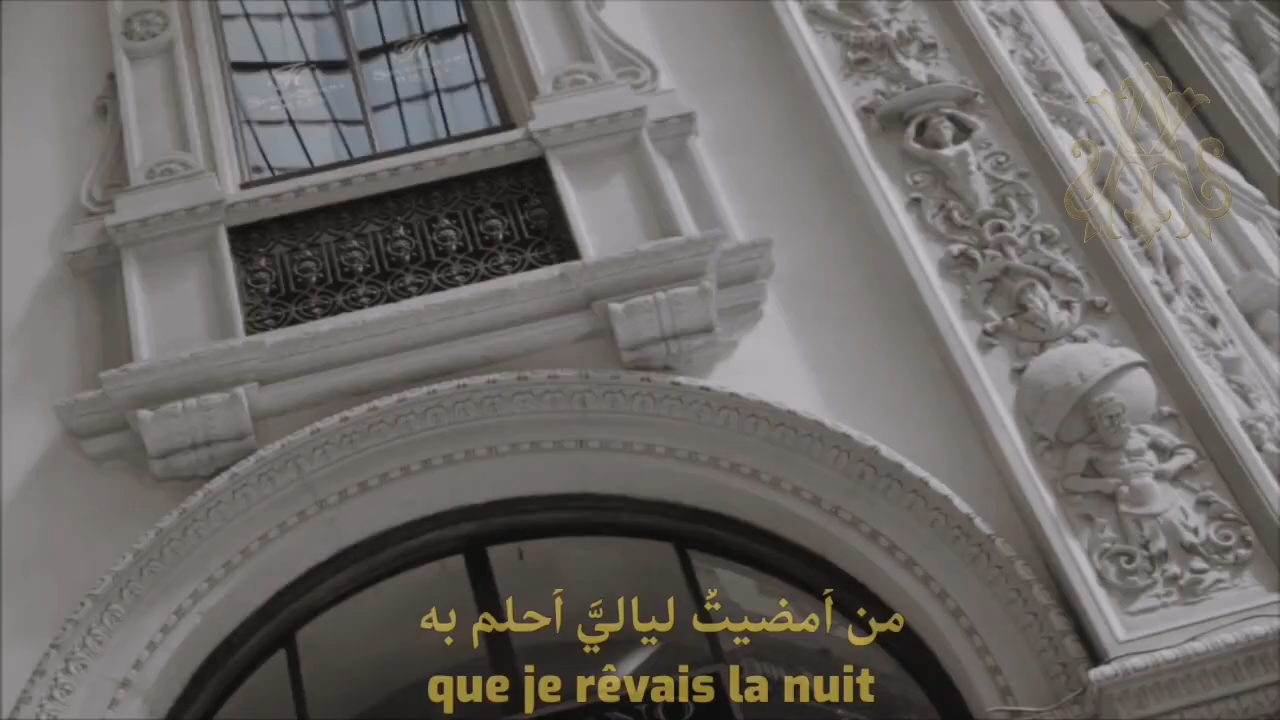 من أمضيتُ لياليَّ أحلم به
que je rêvais la nuit